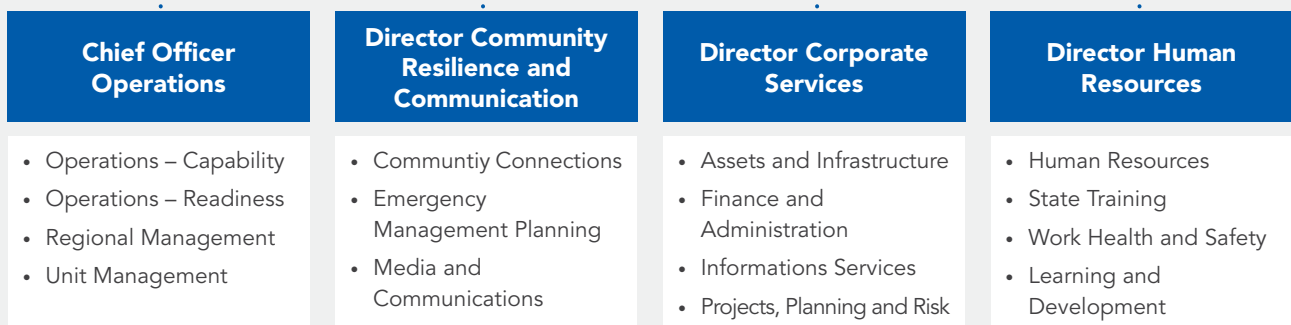 Chief Officer
Operations
• Operations – Capability
• Operations – Readiness
• Regional Management
• Unit Management
Director Community
Resilience and
Communication
• Communtiy Connections
• Emergency
Management Planning
• Media and
Communications
Director Corporate
Services
• Assets and Infrastructure
• Finance and
Administration
• Informations Services
• Projects, Planning and Risk
Director Human
Resources
• Human Resources
• State Training
• Work Health and Safety
• Learning and
Development